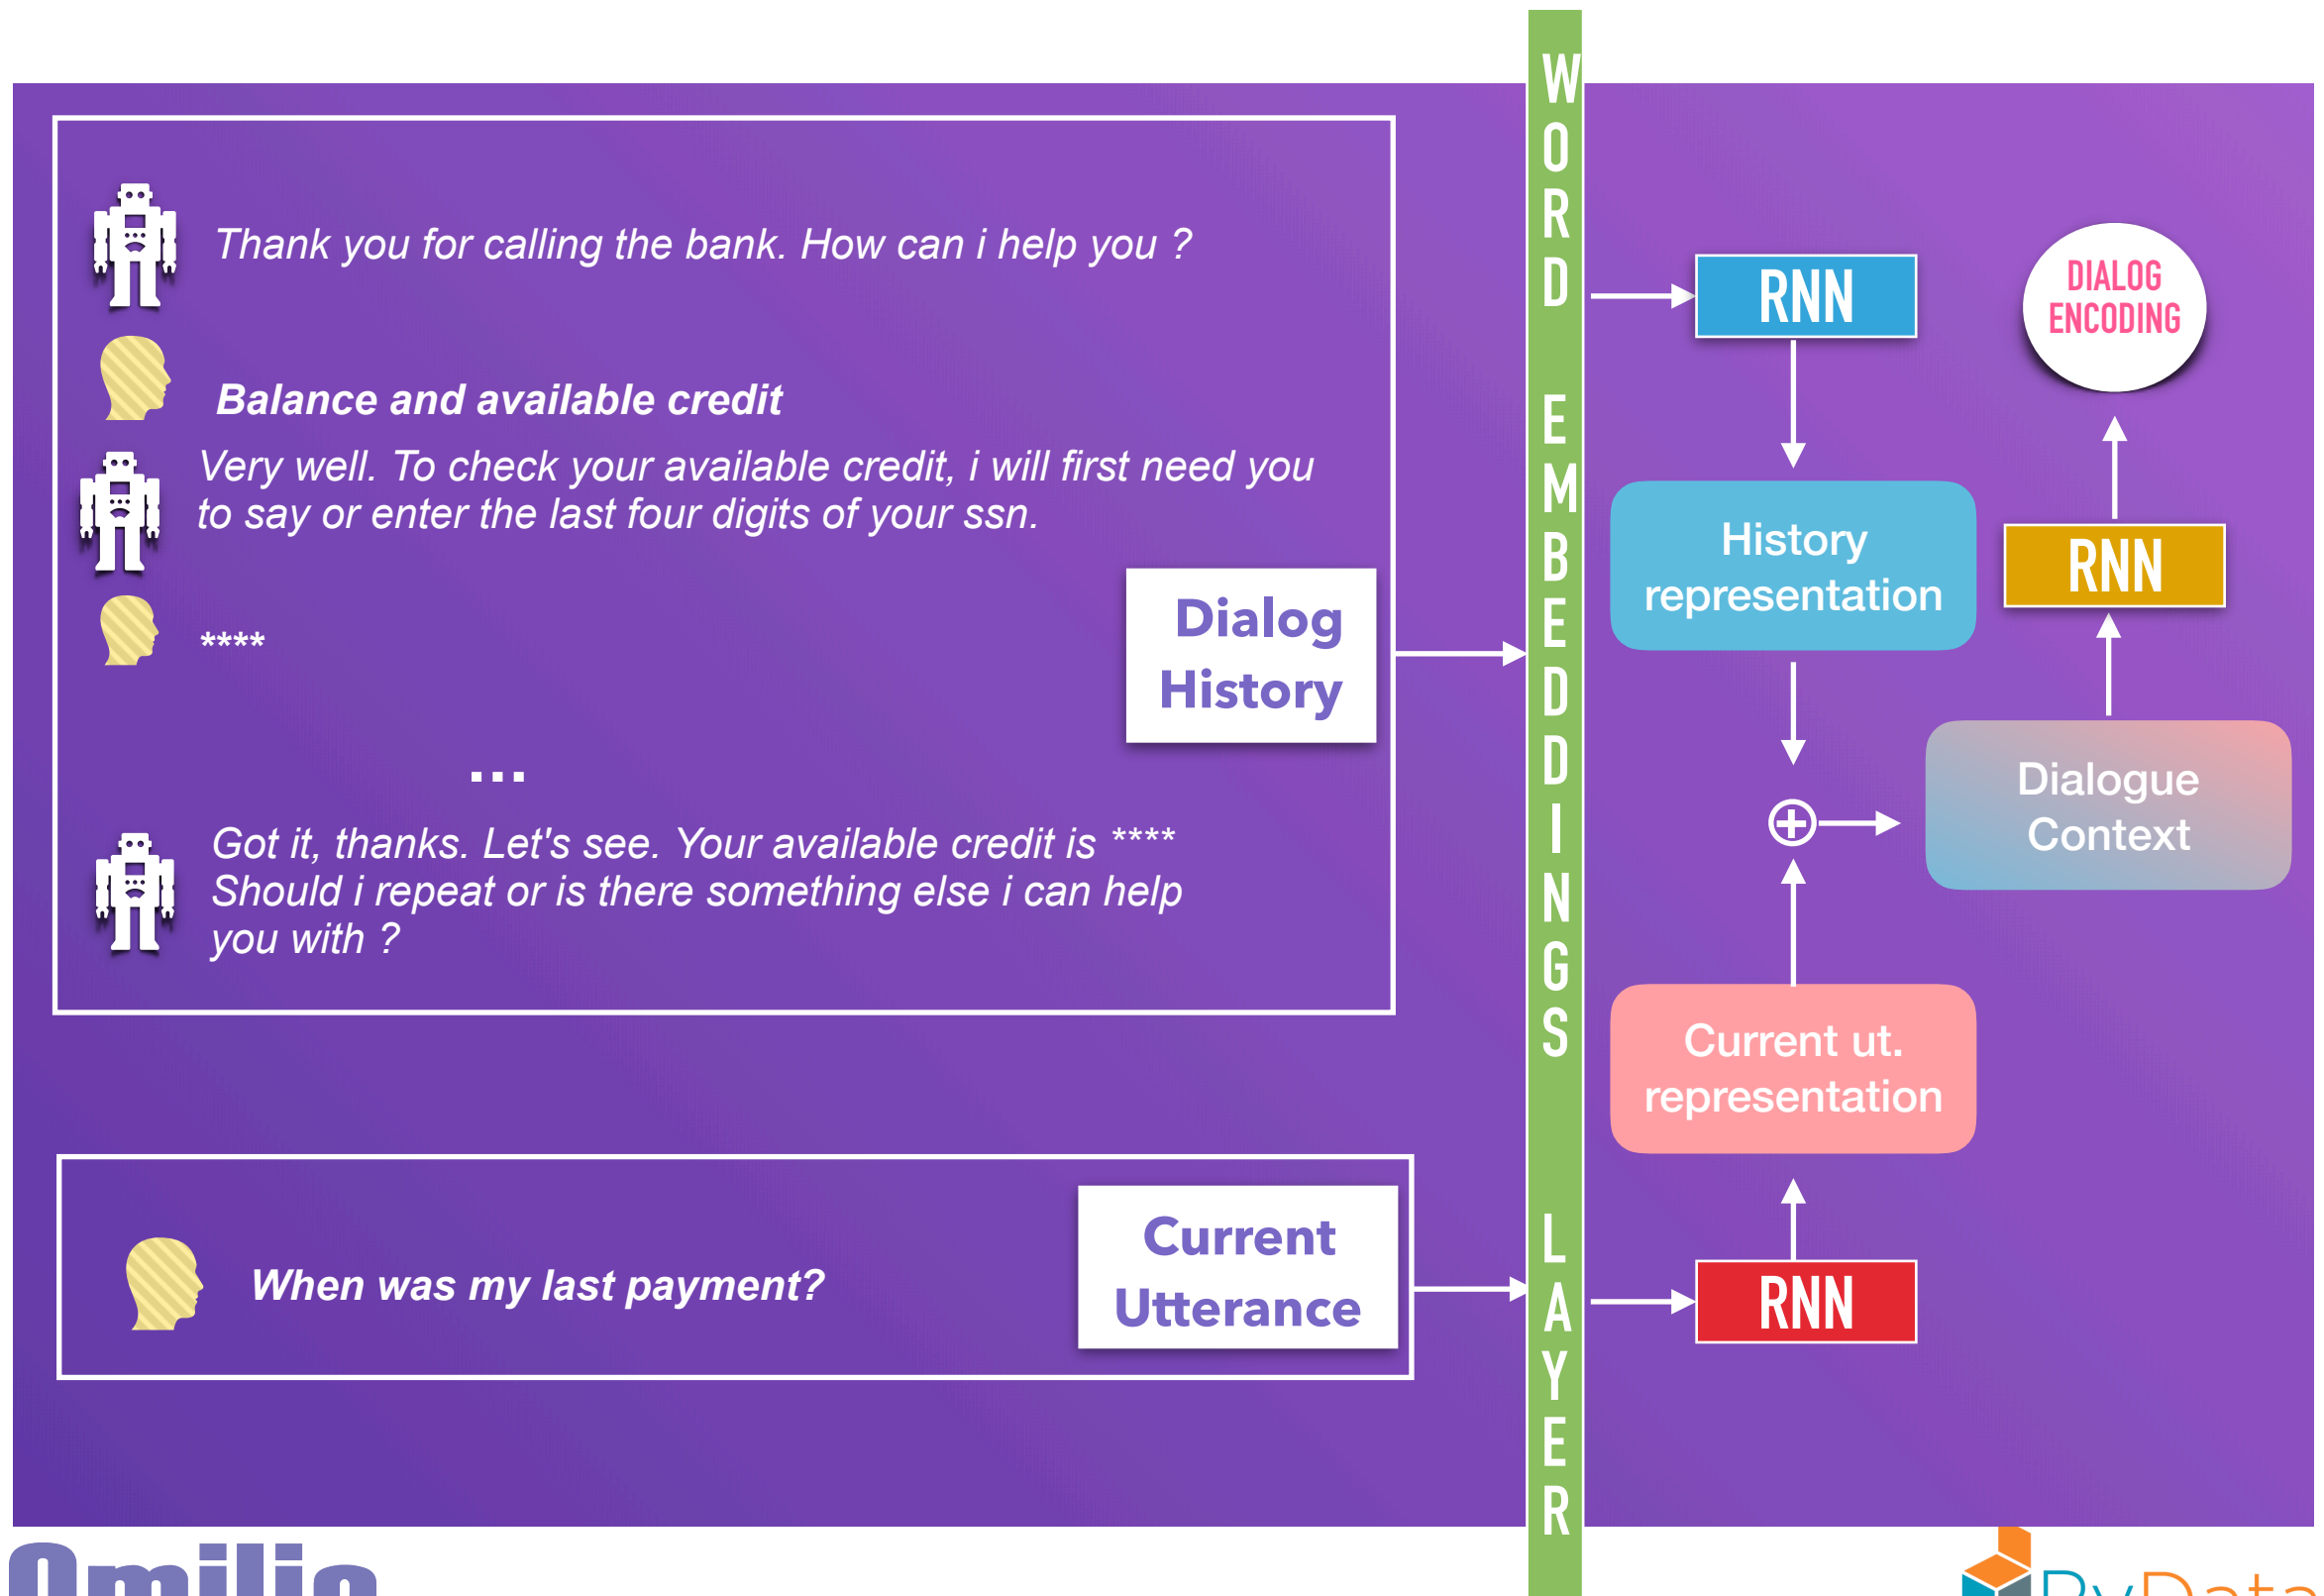 Thank you for calling the bank. How can i help you ?
Balance and available credit
Very well. To check your available credit, i will first need you
to say or enter the last four digits of your ssn.
****
Dialog
History
...
Got it, thanks. Let's see. Your available credit is ****
Should i repeat or is there something else i can help
you with ?
When was my last payment?
Current
Utterance
WORD EMBEDDINGS LAYER
RNN
History
representation
DIALOG
ENCODING
RNN
Dialogue
Context
Current ut.
representation
RNN
Omilia
PyData